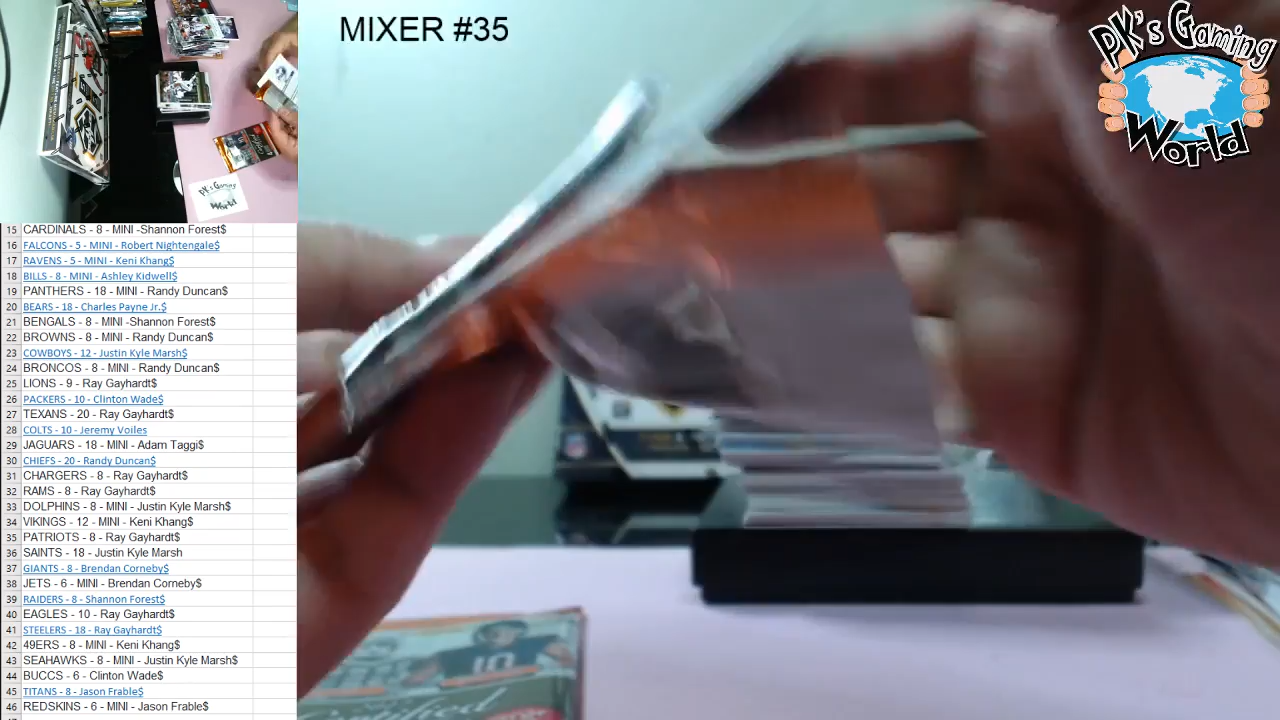 MIXER #35
PK's Gaming
World
PK's Gaming
World
15 CARDINALS - 8 - MINI -Shannon Forest$
16 FALCONS - 5 - MINI - Robert Nightengale$
17 RAVENS - 5 - MINI - Keni Khang$
18 BILLS - 8 - MINI - Ashley Kidwell$
19 PANTHERS - 18 - MINI - Randy Duncan$
20 BEARS - 18 - Charles Payne Jr.$
21 BENGALS - 8 - MINI -Shannon Forest$
22 BROWNS - 8 - MINI - Randy Duncan$
23 COWBOYS - 12 - Justin Kyle Marsh$
24 BRONCOS - 8 - MINI - Randy Duncan$
25 LIONS - 9 - Ray Gayhardt$
26 PACKERS - 10 - Clinton Wade$
27 TEXANS - 20 - Ray Gayhardt$
28 COLTS - 10 - Jeremy Voiles
29 JAGUARS - 18 - MINI - Adam Taggi$
30 CHIEFS - 20 - Randy Duncan$
31 CHARGERS - 8 - Ray Gayhardt$
32 RAMS - 8 - Ray Gayhardt$
33 DOLPHINS - 8 - MINI - Justin Kyle Marsh$
34 VIKINGS - 12 - MINI - Keni Khang$
35 PATRIOTS - 8 - Ray Gayhardt$
36 SAINTS - 18 - Justin Kyle Marsh
37 GIANTS - 8 - Brendan Corneby$
38 JETS - 6 - MINI - Brendan Corneby$
39 RAIDERS - 8 - Shannon Forest$
40 EAGLES - 10 - Ray Gayhardt$
41 STEELERS - 18 - Ray Gayhardt$
42 49ERS - 8 - MINI - Keni Khang$
43 SEAHAWKS - 8 - MINI - Justin Kyle Marsh$
44 BUCCS - 6 - Clinton Wade$
45 TITANS - 8 - Jason Frable$
46 REDSKINS - 6 - MINI - Jason Frable$
10
Certified